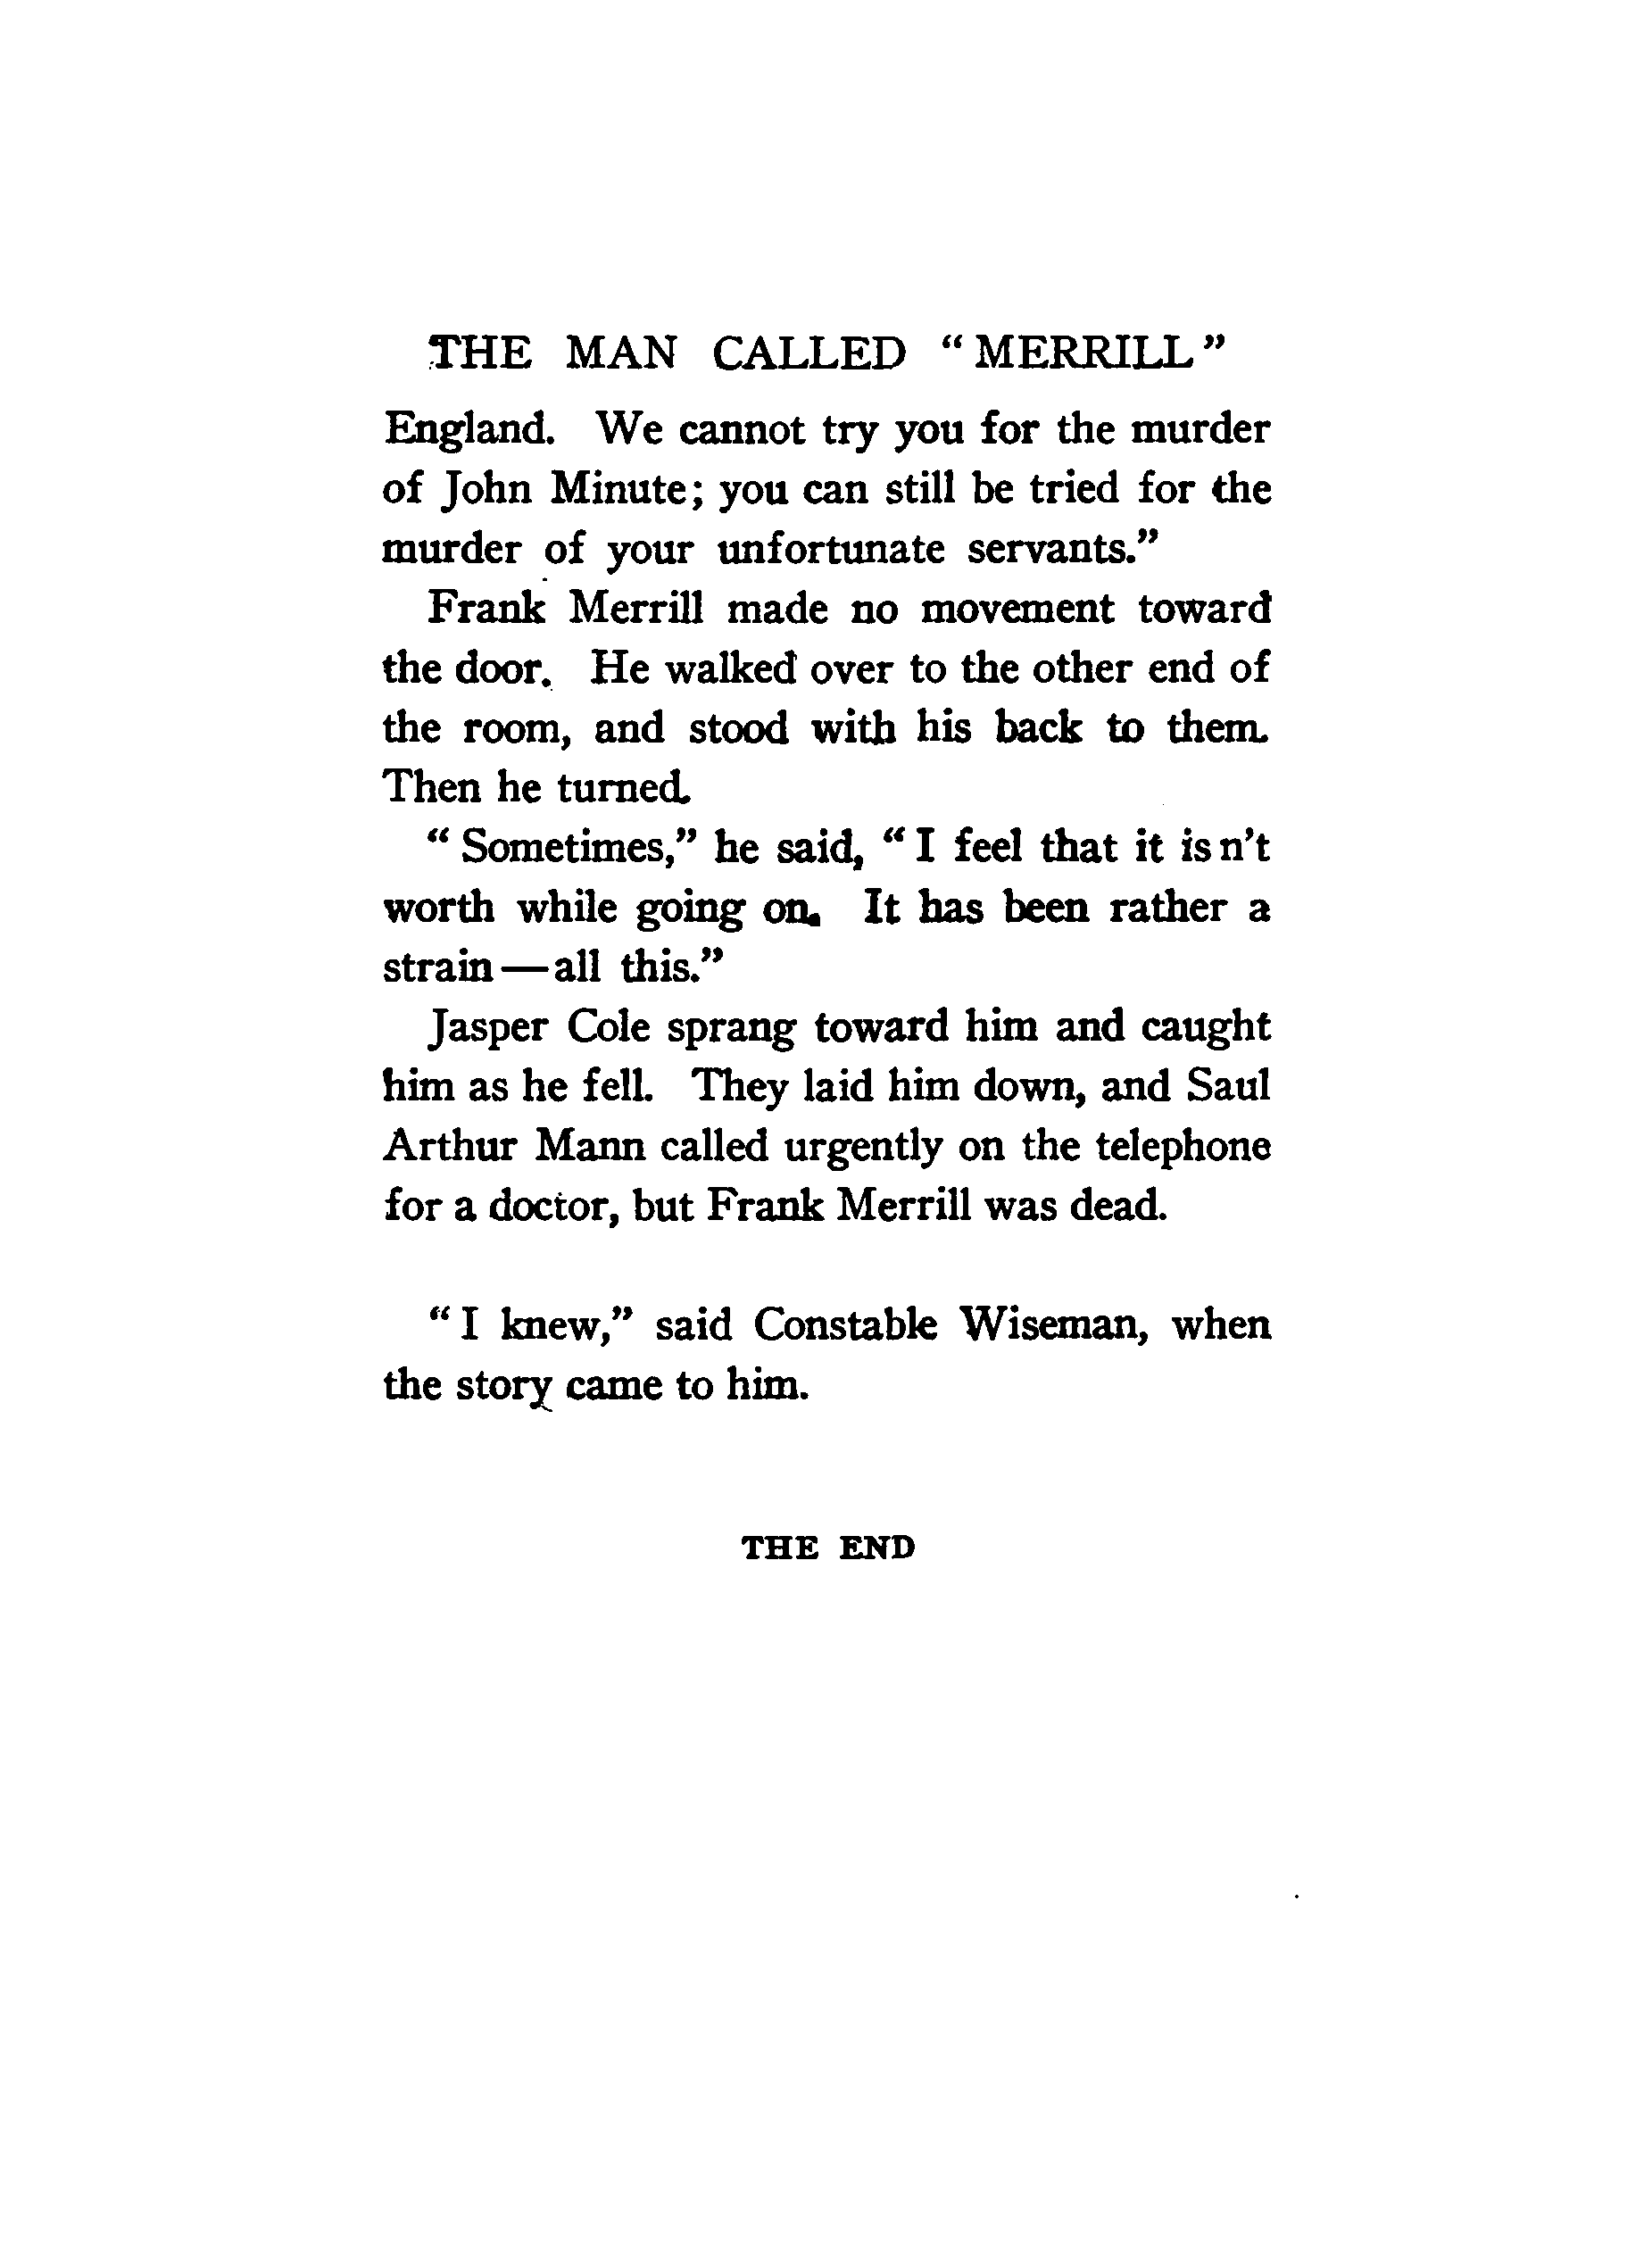 THE MAN CALLED “MERRILL”
England. We cannot try you for the murder
of John Minute; you can still be tried for the
murder of your unfortunate servants.”
Frank Merrill made no movement toward
the door. He walked over to the other end of
the room, and stood with his back to them.
Then he turned.
“Sometimes,” he said, “I feel that it is n’t
worth while going on. It has been rather a
strain—all this.”
Jasper Cole sprang toward him and caught
him as he fell. They laid him down, and Saul
Arthur Mann called urgently on the telephone
for a doctor, but Frank Merrill was dead.
“I knew,” said Constable Wiseman, when
the story came to him.
THE END